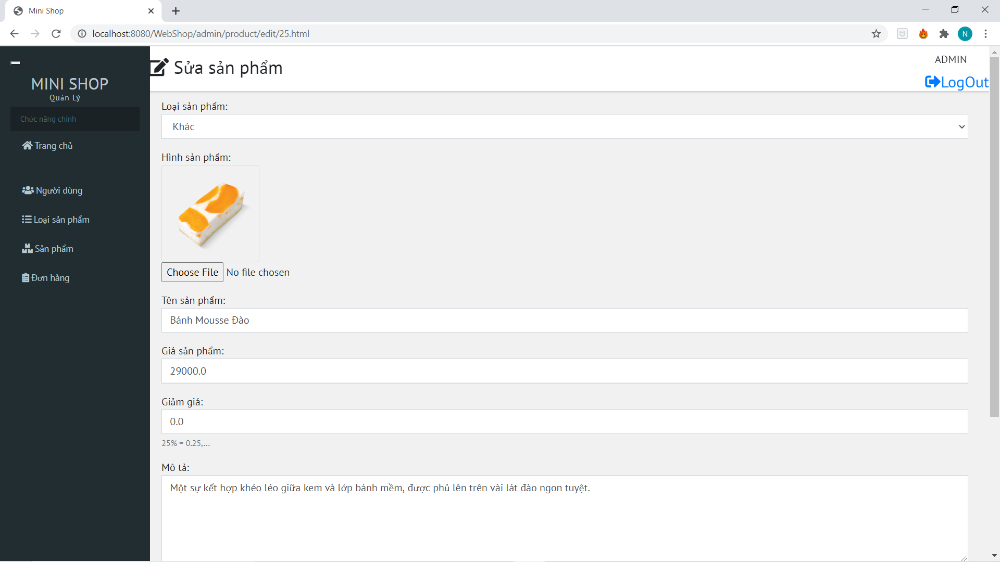 Mini Shop
localhost:8080/WebShop/admin/product/edit/25.html
N
MINI SHOP
Quản Lý
Chức năng chính
Trang chủ
Người dùng
Loại sản phẩm
Sản phẩm
Đơn hàng
Sửa sản phẩm
ADMIN
LogOut
Loại sản phẩm:
Khác
Hình sản phẩm:
Choose File No file chosen
Tên sản phẩm:
Bánh Mousse Đào
Giá sản phẩm:
29000.0
Giảm giá:
0.0
25% = 0.25,...
Mô tả:
Một sự kết hợp khéo léo giữa kem và lớp bánh mềm, được phủ lên trên vài lát đào ngon tuyệt.